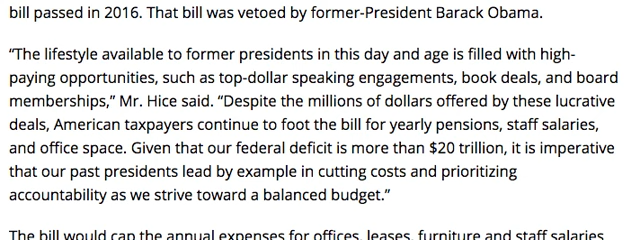 bill passed in 2016. That bill was vetoed by former-President Barack Obama.
“The lifestyle available to former presidents in this day and age is filled with high-
paying opportunities, such as top-dollar speaking engagements, book deals, and board
memberships,” Mr. Hice said. “Despite the millions of dollars offered by these lucrative
deals, American taxpayers continue to foot the bill for yearly pensions, staff salaries,
and office space. Given that our federal deficit is more than $20 trillion, it is imperative
that our past presidents lead by example in cutting costs and prioritizing
accountability as we strive toward a balanced budget.”
The bill would cap the annual expenses for offices, leases, furniture and staff salaries